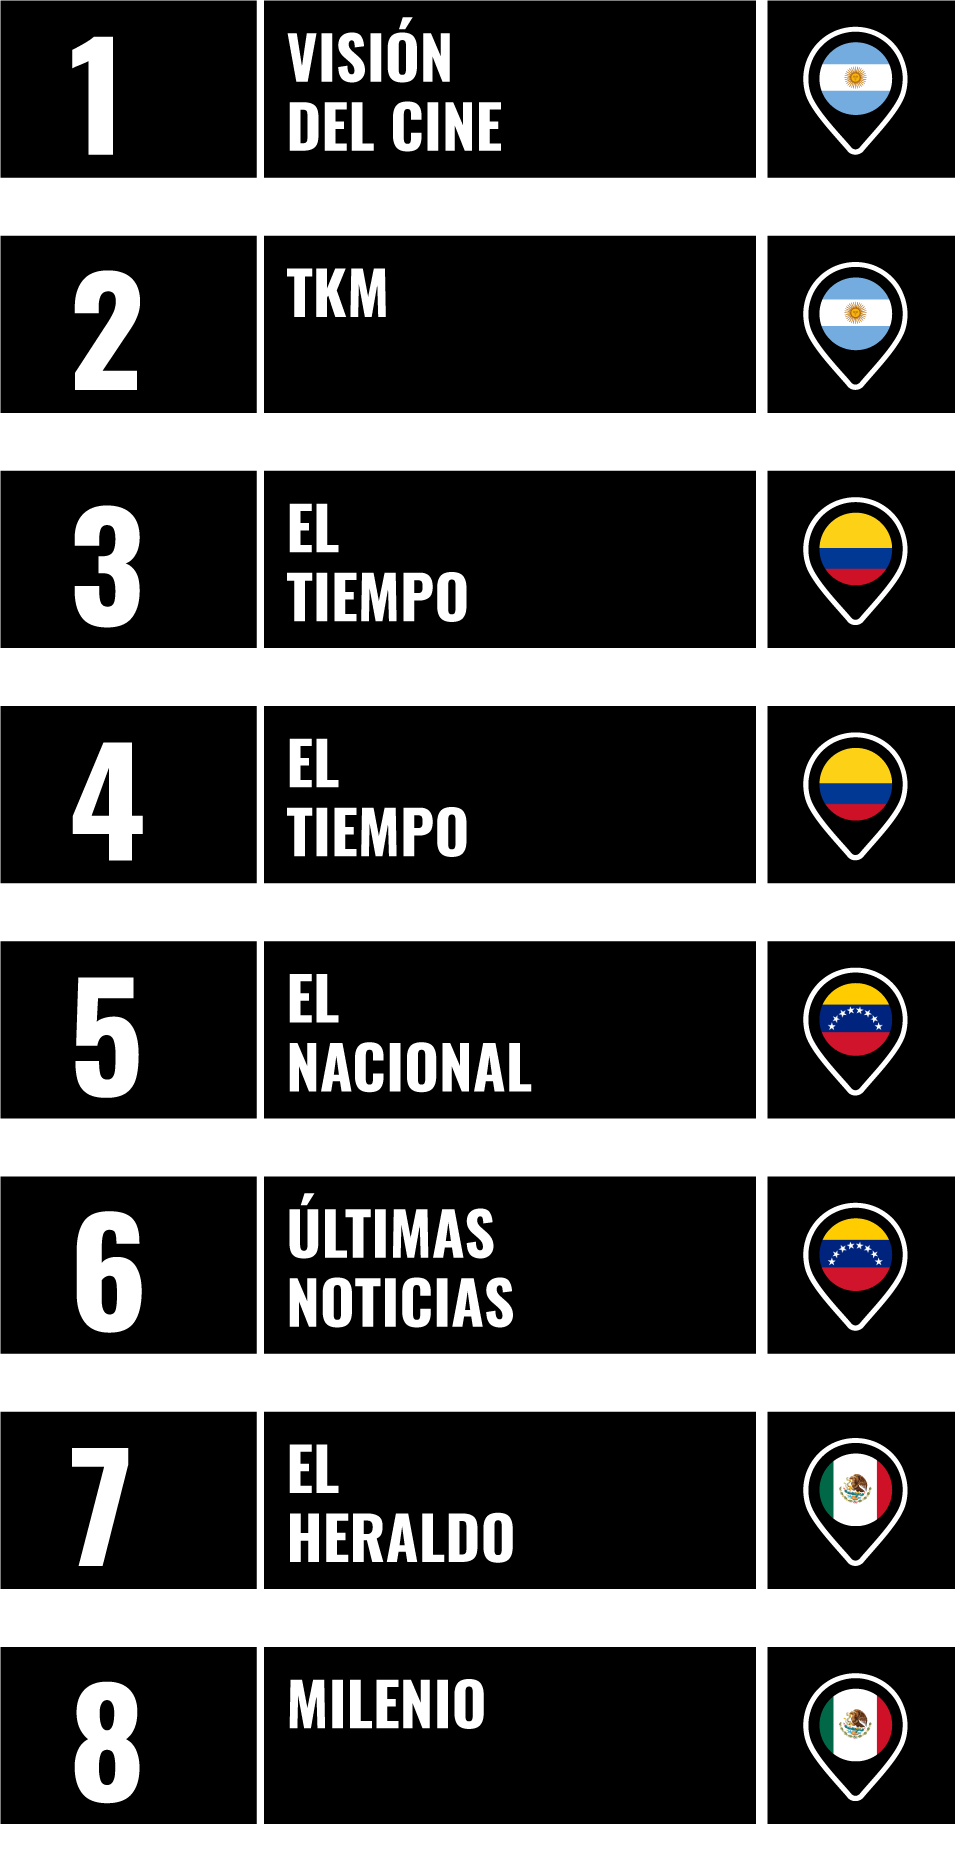 1
VISIÓN
DEL CINE
2
TKM
3
EL
TIEMPO
4
EL
TIEMPO
5
EL
NACIONAL
6
ÚLTIMAS
NOTICIAS
7
EL
HERALDO
8
MILENIO